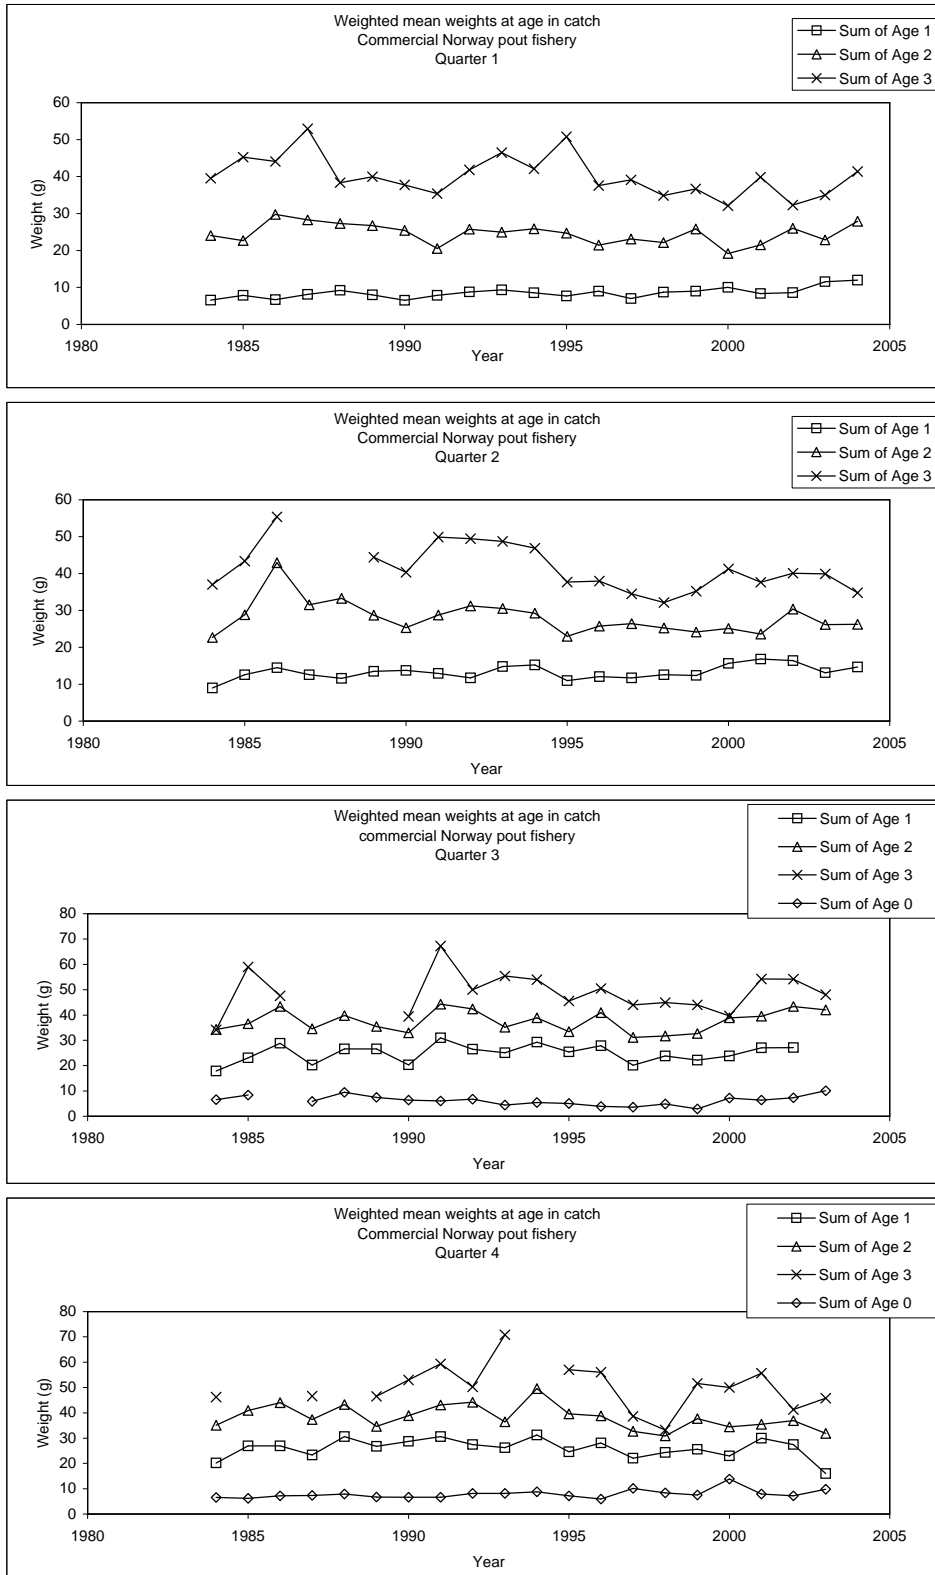 Weighted mean weights at age in catch
Commercial Norway pout fishery
Quarter 1
Sum of Age 1
Sum of Age 2
Sum of Age 3
60
50
40
30
20
10
0
Weight (g)
1980
1985
1990
1995
2000
2005
Year
Weighted mean weights at age in catch
Commercial Norway pout fishery
Quarter 2
Sum of Age 1
Sum of Age 2
Sum of Age 3
60
50
40
30
20
10
0
Weight (g)
1980
1985
1990
1995
2000
2005
Year
Weighted mean weights at age in catch
commercial Norway pout fishery
Quarter 3
Sum of Age 1
Sum of Age 2
Sum of Age 3
Sum of Age 0
80
70
60
50
40
30
20
10
0
Weight (g)
1980
1985
1990
1995
2000
2005
Year
Weighted mean weights at age in catch
Commercial Norway pout fishery
Quarter 4
Sum of Age 1
Sum of Age 2
Sum of Age 3
Sum of Age 0
80
70
60
50
40
30
20
10
0
Weight (g)
1980
1985
1990
1995
2000
2005
Year